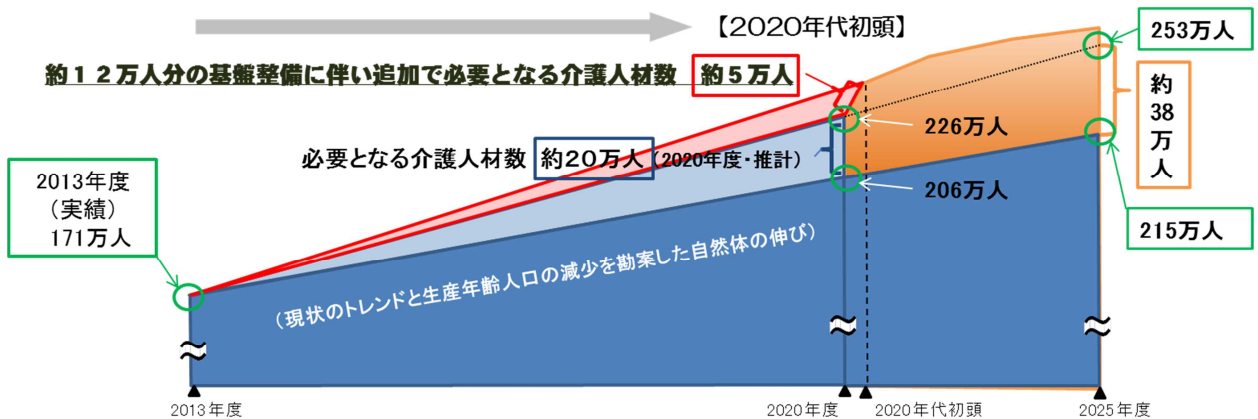 【2020年代初頭】
約１２万人分の基盤整備に伴い追加で必要となる介護人材数 約５万人
253万人
約38万人
226万人
必要となる介護人材数 約20万人（2020年度・推計）
206万人
2013年度
（実績）
171万人
215万人
（現状のトレンドと生産年齢人口の減少を勘案した自然体の伸び）
2013年度
2020年度
2020年代初頭
2025年度